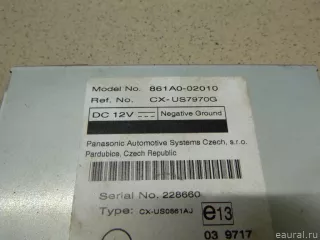 Model No. 861A0-02010
Ref. No. CX-US7970G
DC 12V Negative Ground
Panasonic Automotive Systems Czech, s.r.o.
Pardubice, Czech Republic
Serial No. 228660
Type: CX-US0861AJ
e13
03 9717
© eaural.ru